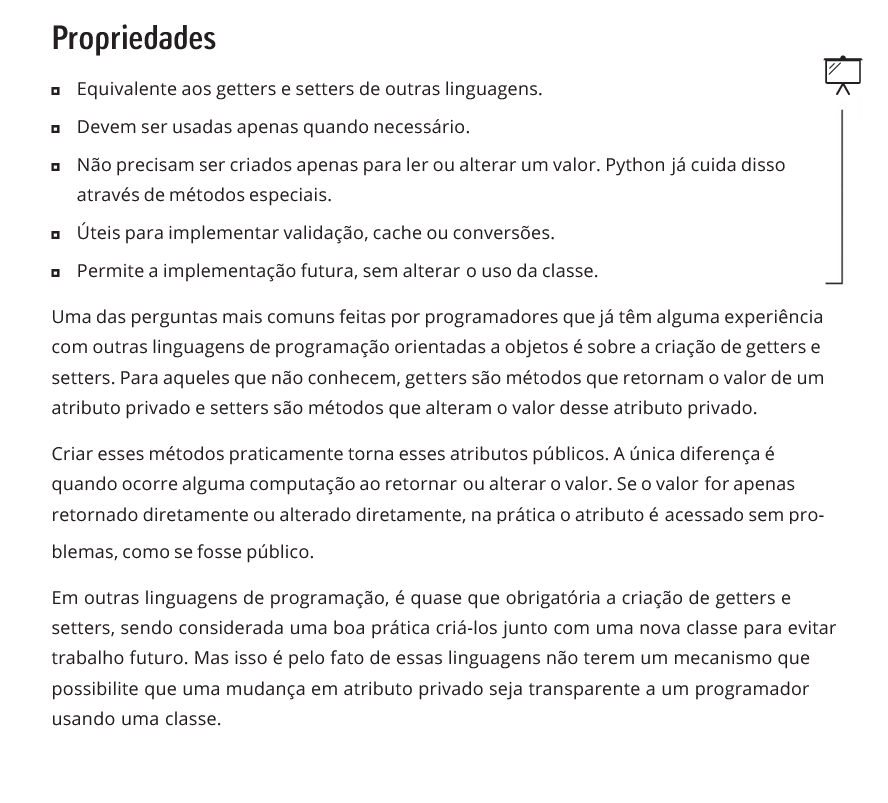 Propriedades
Equivalente aos getters e setters de outras linguagens.
Devem ser usadas apenas quando necessário.
Não precisam ser criados apenas para ler ou alterar um valor. Python já cuida disso
através de métodos especiais.
Úteis para implementar validação, cache ou conversões.
Permite a implementação futura, sem alterar o uso da classe.
Uma das perguntas mais comuns feitas por programadores que já têm alguma experiência
com outras linguagens de programação orientadas a objetos é sobre a criação de getters e
setters. Para aqueles que não conhecem, getters são métodos que retornam o valor de um
atributo privado e setters são métodos que alteram o valor desse atributo privado.
Criar esses métodos praticamente torna esses atributos públicos. A única diferença é
quando ocorre alguma computação ao retornar ou alterar o valor. Se o valor for apenas
retornado diretamente ou alterado diretamente, na prática o atributo é acessado sem pro-
blemas, como se fosse público.
Em outras linguagens de programação, é quase que obrigatória a criação de getters e
setters, sendo considerada uma boa prática criá-los junto com uma nova classe para evitar
trabalho futuro. Mas isso é pelo fato de essas linguagens não terem um mecanismo que
possibilite que uma mudança em atributo privado seja transparente a um programador
usando uma classe.